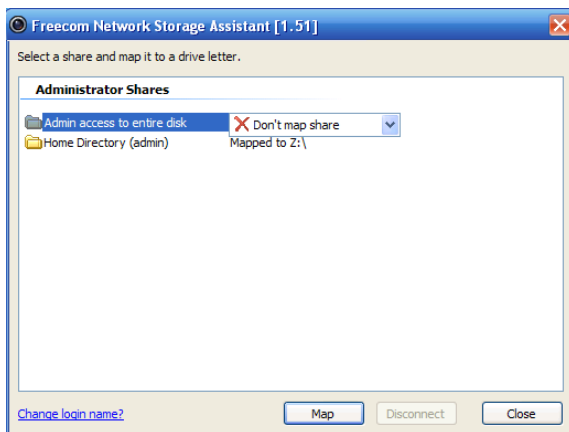 Freecom Network Storage Assistant [1.51]
Select a share and map it to a drive letter.
Administrator Shares
Admin access to entire disk Don't map share
Home Directory (admin) Mapped to Z:\
Change login name? Map Disconnect Close